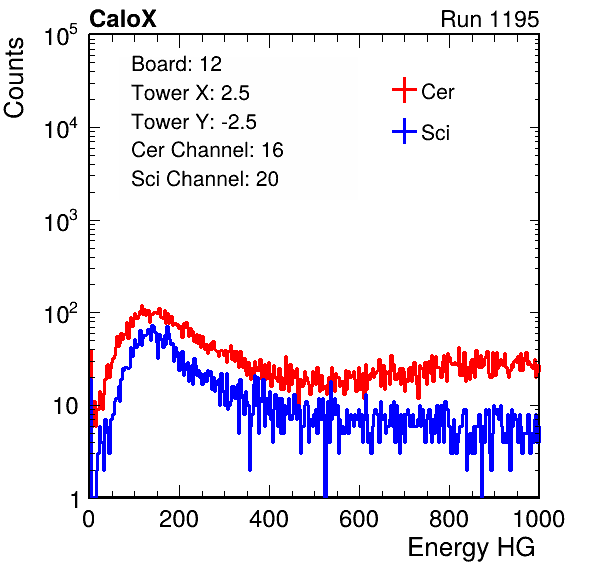 CaloX Run 1195
Counts
10^5
10^4
10^3
10^2
10
1
Board: 12
Tower X: 2.5
Tower Y: -2.5
Cer Channel: 16
Sci Channel: 20
Cer
Sci
0 200 400 600 800 1000
Energy HG